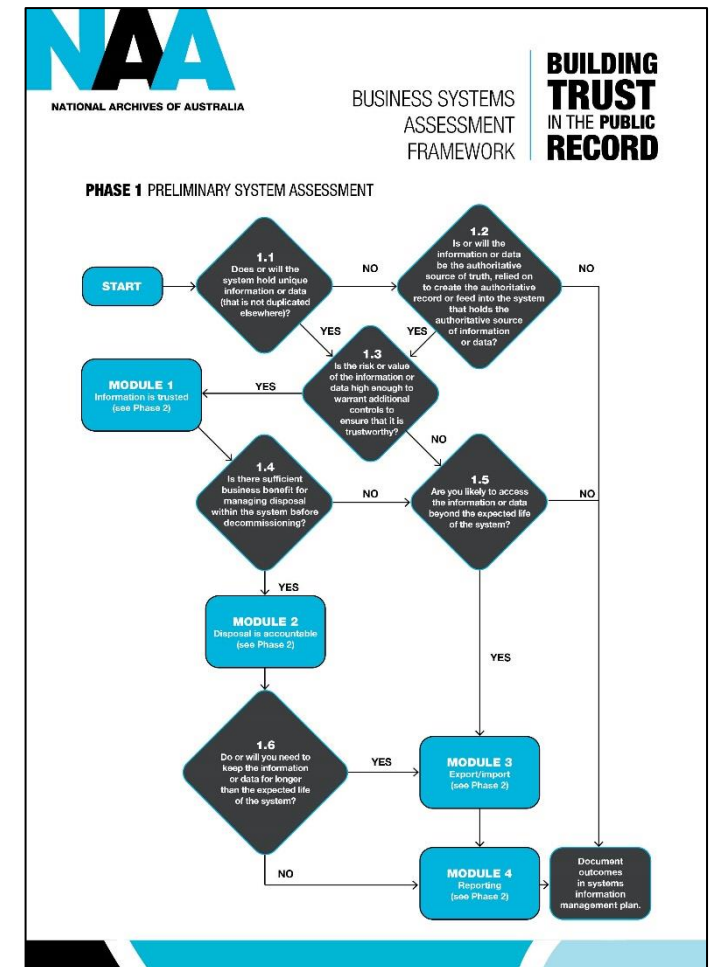 NAA
NATIONAL ARCHIVES OF AUSTRALIA
BUSINESS SYSTEMS
ASSESSMENT
FRAMEWORK
BUILDING
TRUST
IN THE PUBLIC
RECORD
PHASE 1 PRELIMINARY SYSTEM ASSESSMENT
START
1.1
Does or will the
system hold unique
information or data
(that is not duplicated
elsewhere)?
NO
1.2
Is or will the
information or data
be the authoritative
source of truth, relied on
to create the authoritative
record or feed into the system
that holds the
authoritative source
of information
or data?
NO
YES
YES
1.3
Is the risk or value
of the information or
data high enough to
warrant additional
controls to
ensure that it is
trustworthy?
YES
MODULE 1
Information is trusted
(see Phase 2)
NO
1.4
Is there sufficient
business benefit for
managing disposal
within the system before
decommissioning?
NO
1.5
Are you likely to access
the information or data
beyond the expected life
of the system?
NO
YES
MODULE 2
Disposal is accountable
(see Phase 2)
YES
1.6
Do or will you need to
keep the information
or data for longer
than the expected life
of the system?
YES
MODULE 3
Export/import
(see Phase 2)
NO
MODULE 4
Reporting
(see Phase 2)
Document
outcomes
in systems
information
management plan.